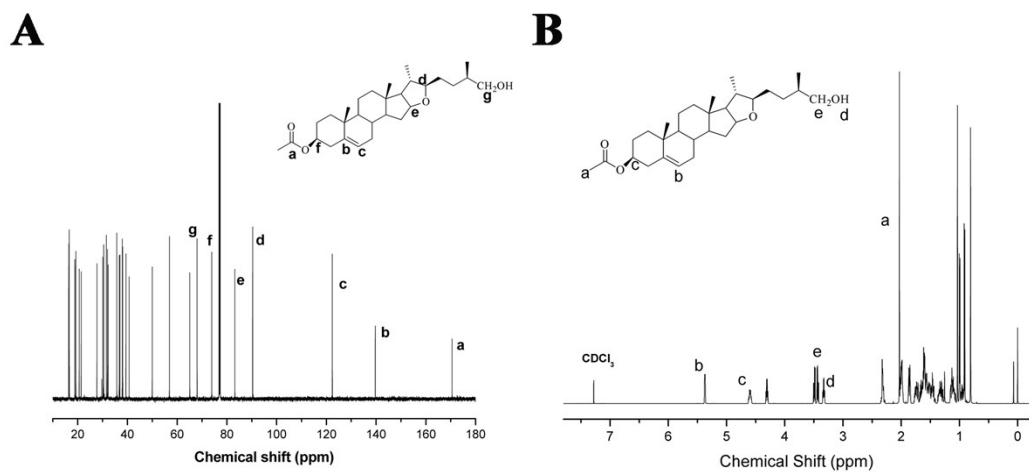 A
d
CH₂OH
g
O
e
O
a
O
f
b
c
g
f
e
d
c
b
a
10
20
40
60
80
100
120
140
160
180
Chemical shift (ppm)
B
O
CH₂OH
e
d
O
a
O
c
b
a
CDCl₃
b
c
e
d
7
6
5
4
3
2
1
0
Chemical Shift (ppm)